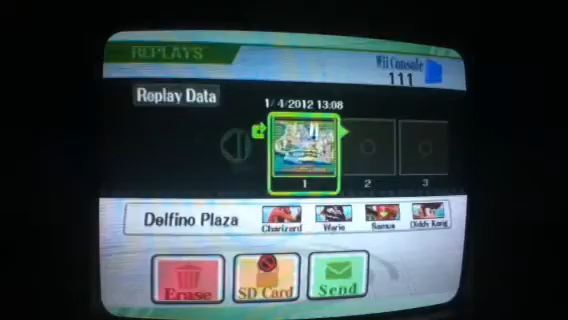 REPLAYS
Wii Console
111
Replay Data
1/4/2012 13:08
1 2 3
Delfino Plaza
Charizard Wario Samus Diddy Kong
Erase SD Card Send